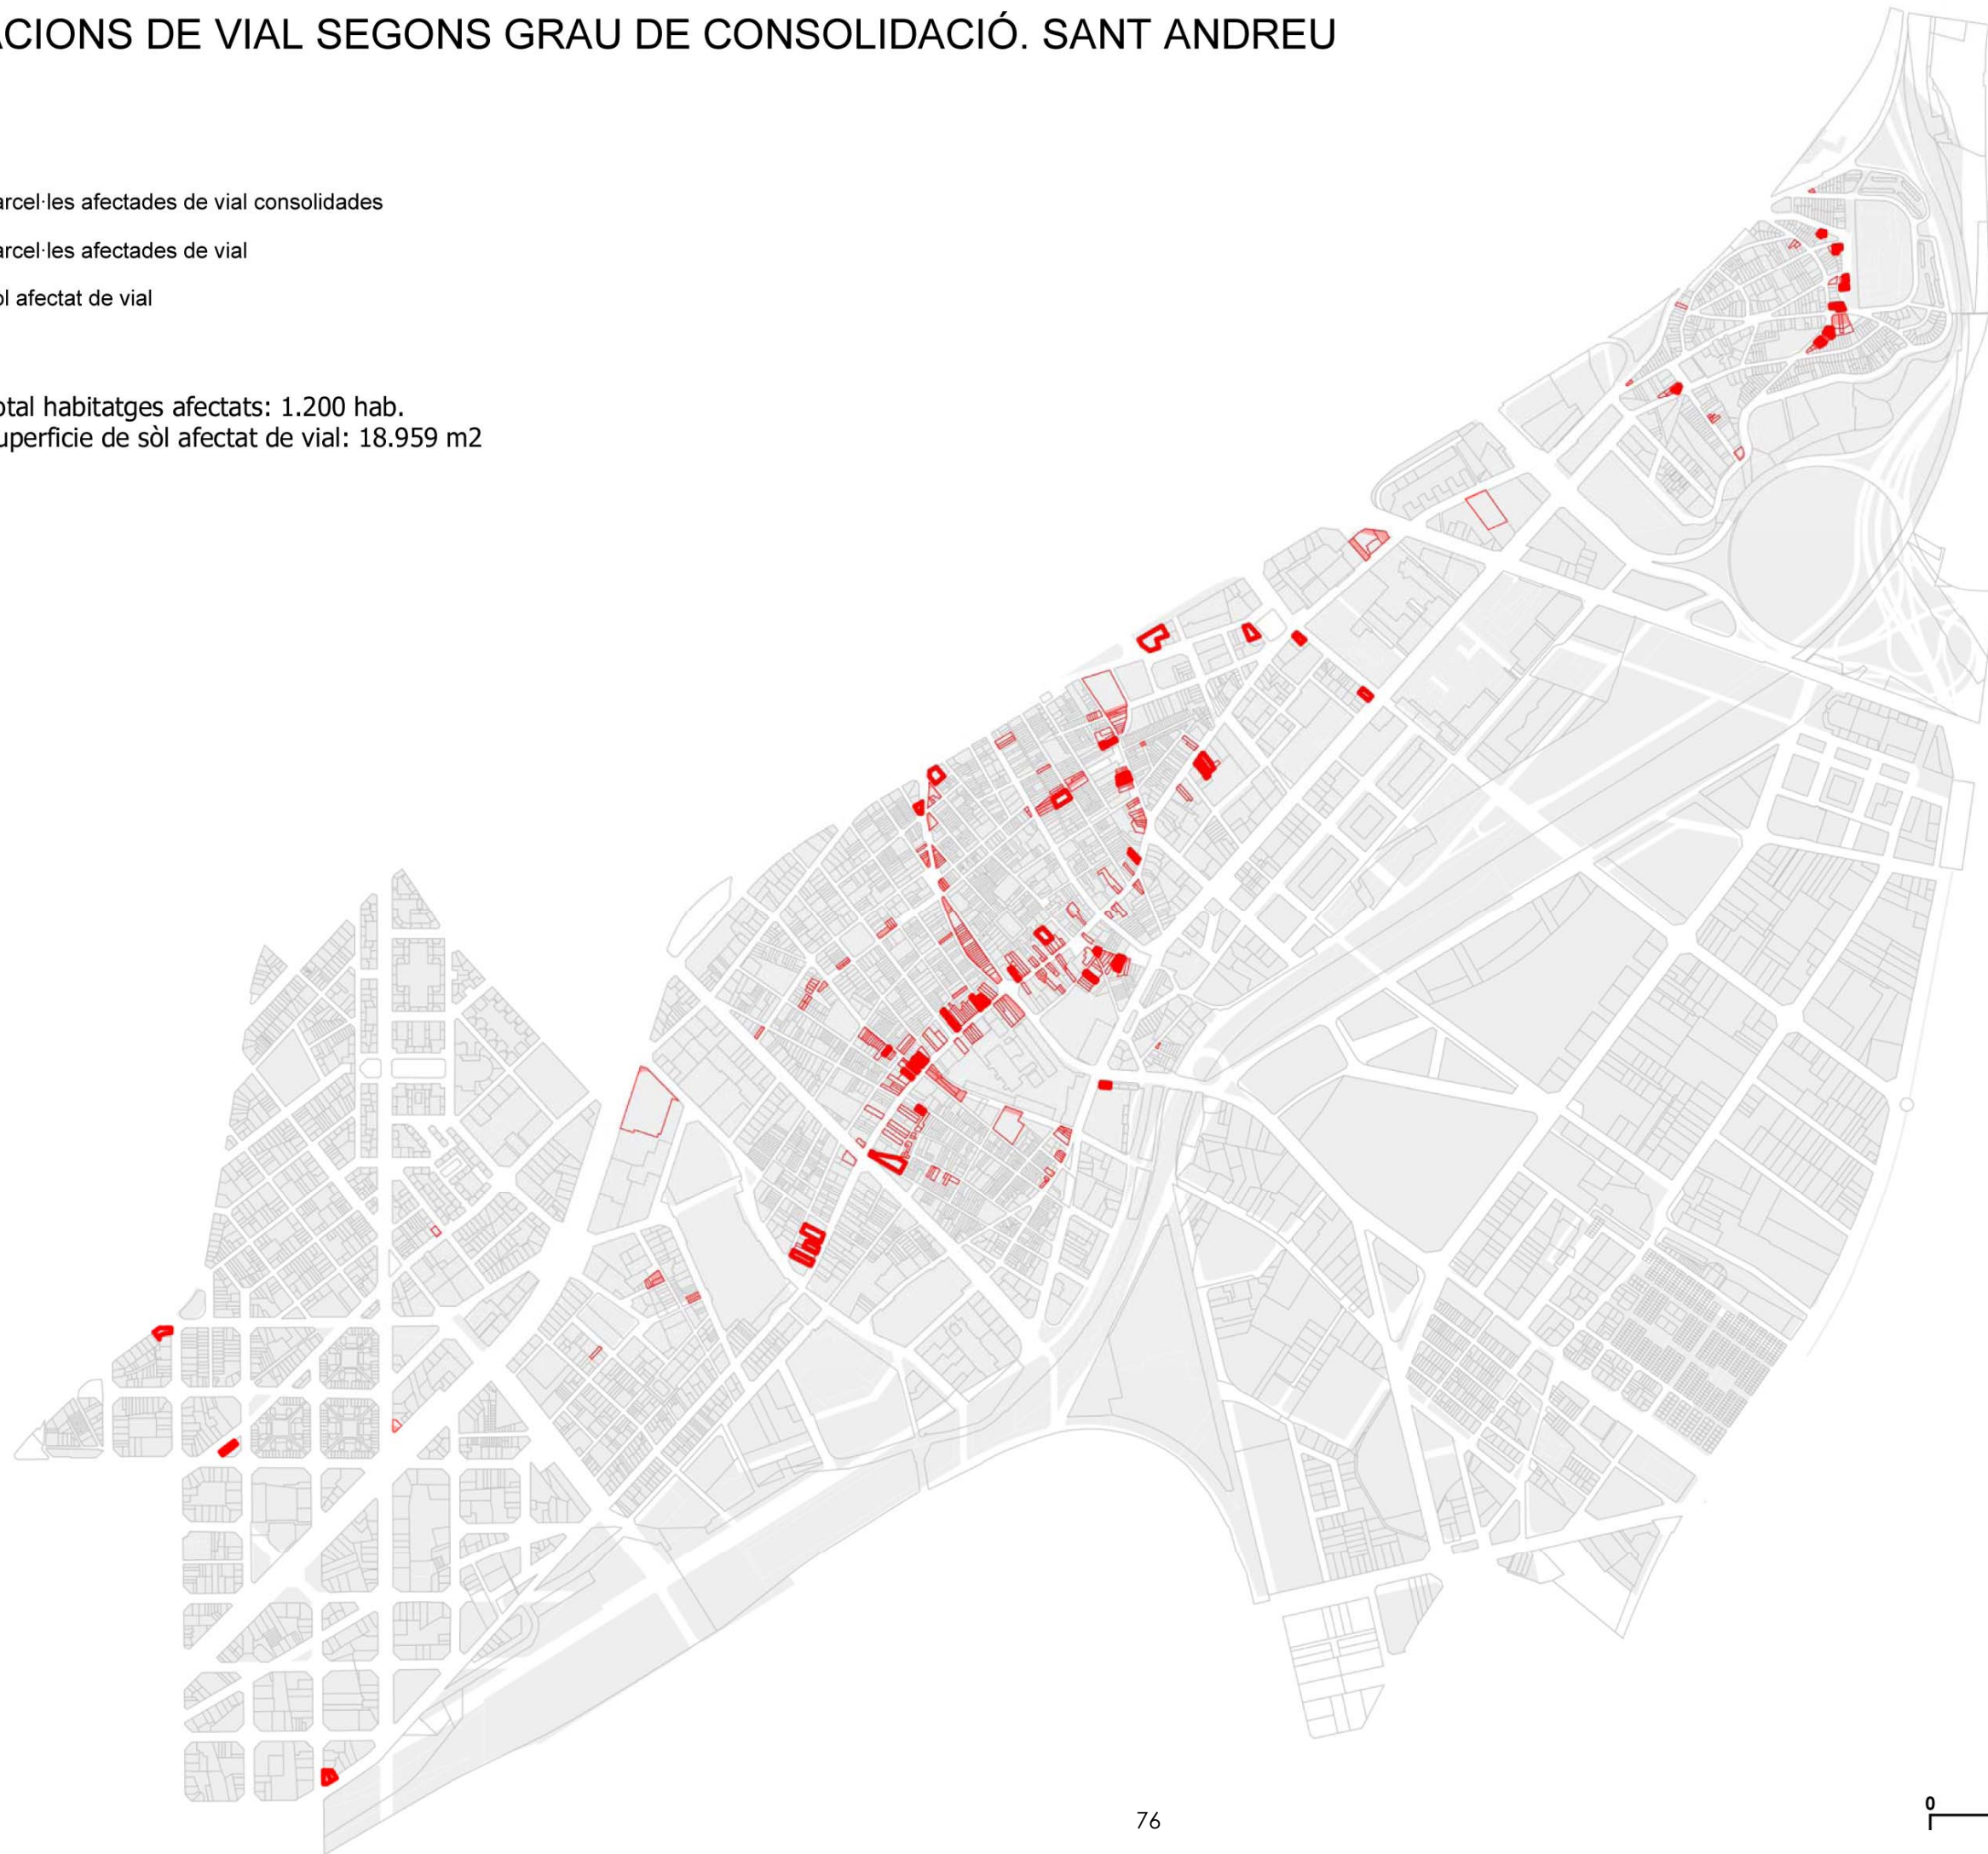 ACIONS DE VIAL SEGONS GRAU DE CONSOLIDACIÓ. SANT ANDREU
arcel·les afectades de vial consolidades
arcel·les afectades de vial
ol afectat de vial
otal habitatges afectats: 1.200 hab.
uperficie de sòl afectat de vial: 18.959 m2
76
0